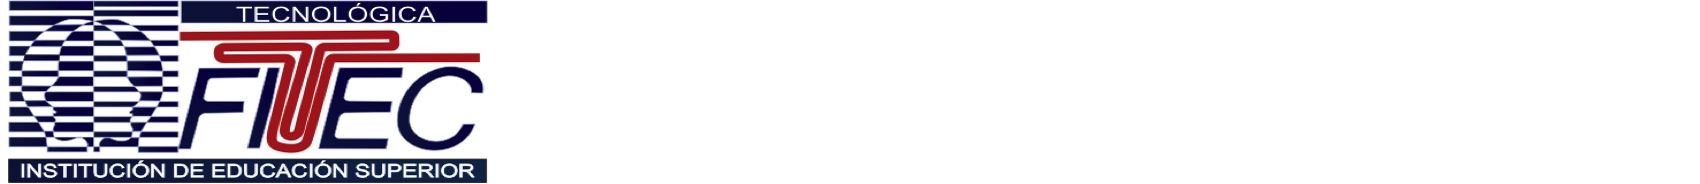 TECNOLÓGICA
FITEC
INSTITUCIÓN DE EDUCACIÓN SUPERIOR